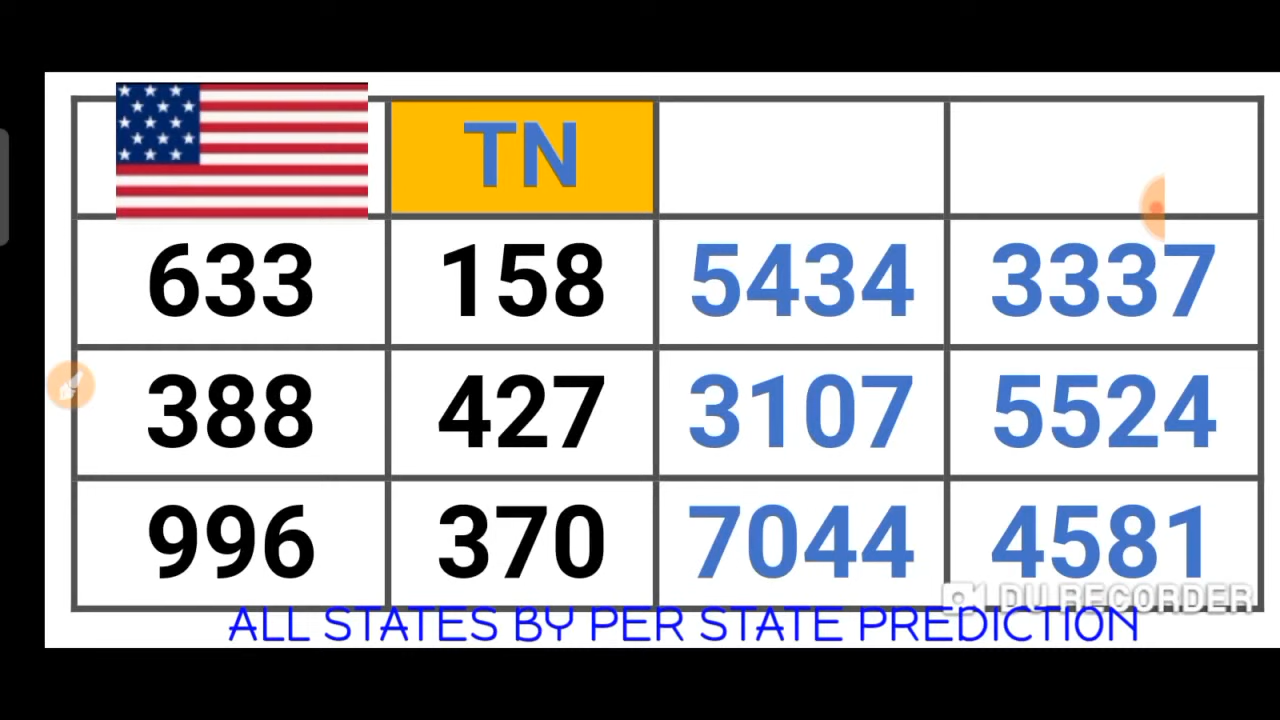 TN
633 158 5434 3337
388 427 3107 5524
996 370 7044 4581
DU RECORDER
ALL STATES BY PER STATE PREDICTION